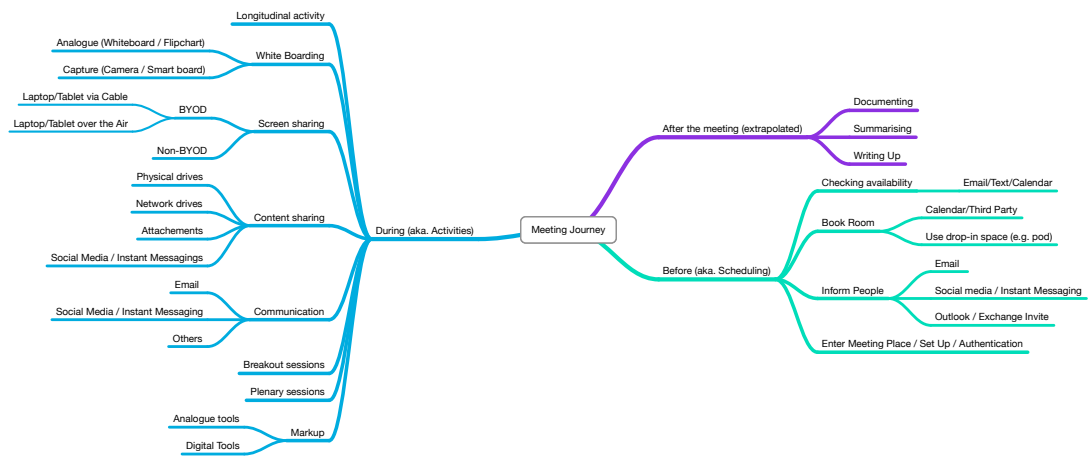 Meeting Journey
During (aka. Activities)
Longitudinal activity
White Boarding
Analogue (Whiteboard / Flipchart)
Capture (Camera / Smart board)
Screen sharing
BYOD
Laptop/Tablet via Cable
Laptop/Tablet over the Air
Non-BYOD
Content sharing
Physical drives
Network drives
Attachements
Social Media / Instant Messagings
Communication
Email
Social Media / Instant Messaging
Others
Breakout sessions
Plenary sessions
Markup
Analogue tools
Digital Tools
After the meeting (extrapolated)
Documenting
Summarising
Writing Up
Before (aka. Scheduling)
Checking availability
Email/Text/Calendar
Book Room
Calendar/Third Party
Use drop-in space (e.g. pod)
Inform People
Email
Social media / Instant Messaging
Outlook / Exchange Invite
Enter Meeting Place / Set Up / Authentication